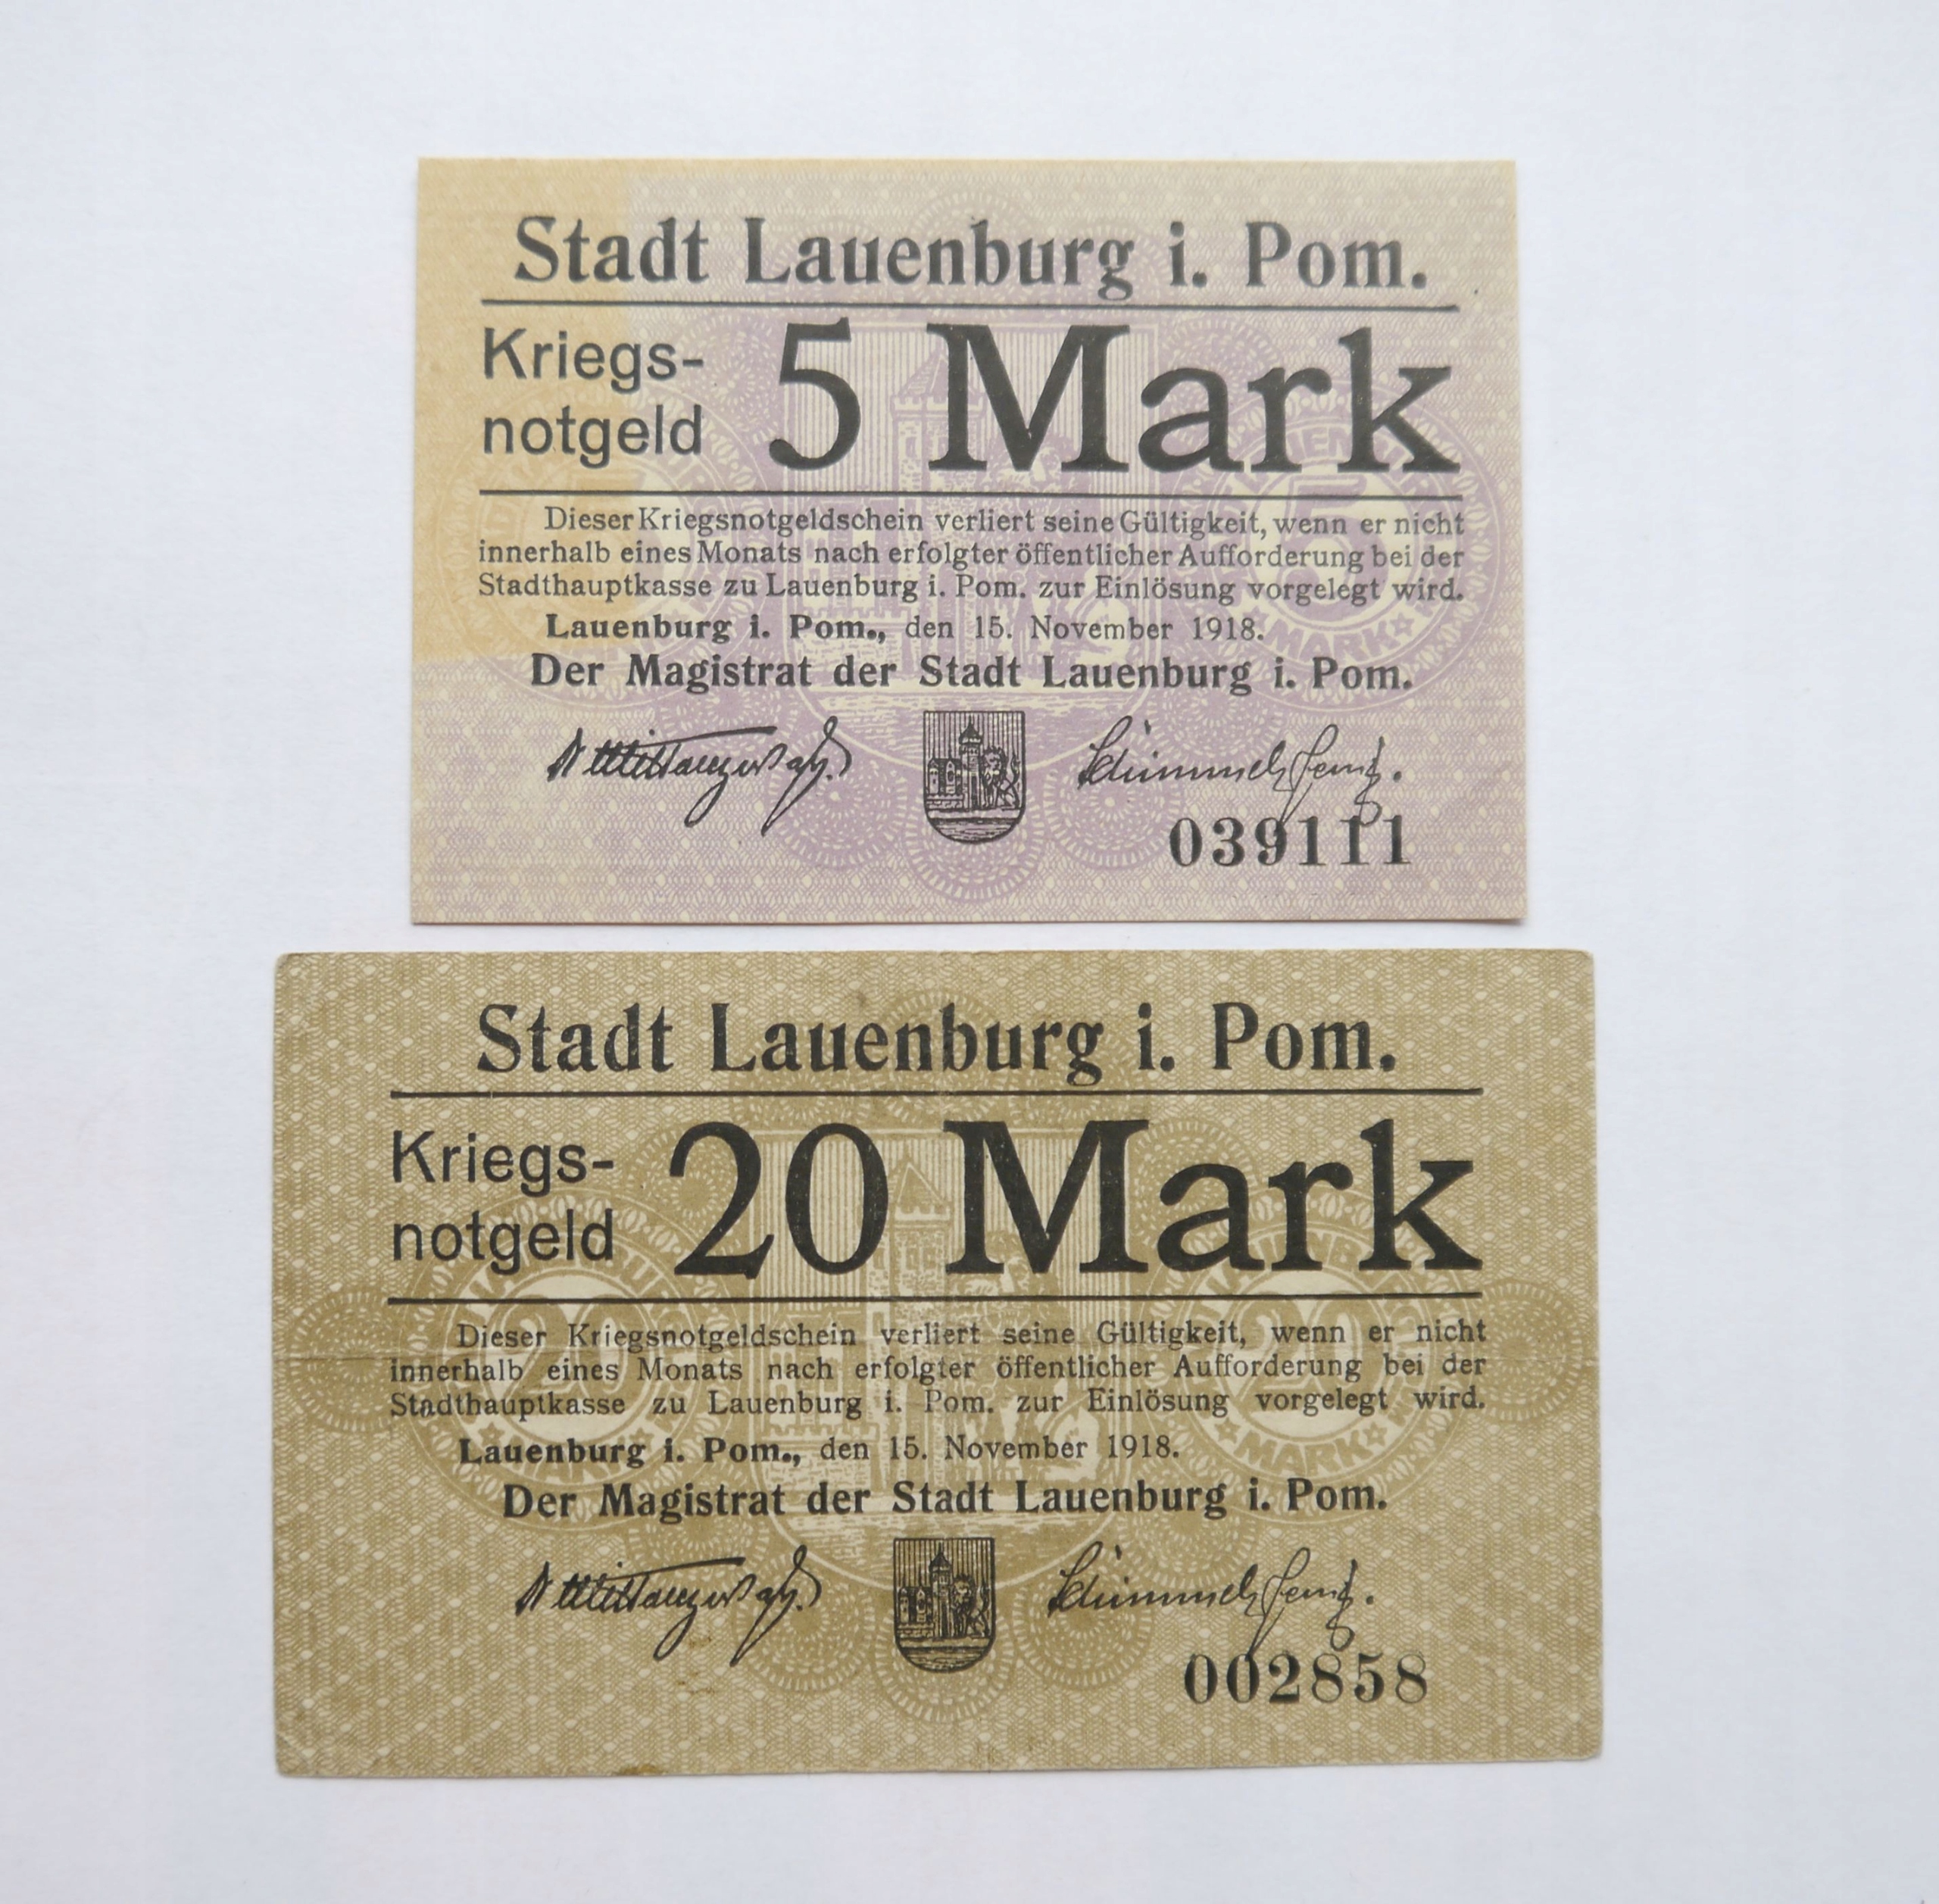 Stadt Lauenburg i. Pom.
Kriegs-
notgeld
5 Mark
Dieser Kriegsnotgeldschein verliert seine Gültigkeit, wenn er nicht
innerhalb eines Monats nach erfolgter öffentlicher Aufforderung bei der
Stadthauptkasse zu Lauenburg i. Pom. zur Einlösung vorgelegt wird.
Lauenburg i. Pom., den 15. November 1918.
Der Magistrat der Stadt Lauenburg i. Pom.
039111
Stadt Lauenburg i. Pom.
Kriegs-
notgeld
20 Mark
Dieser Kriegsnotgeldschein verliert seine Gültigkeit, wenn er nicht
innerhalb eines Monats nach erfolgter öffentlicher Aufforderung bei der
Stadthauptkasse zu Lauenburg i. Pom. zur Einlösung vorgelegt wird.
Lauenburg i. Pom., den 15. November 1918.
Der Magistrat der Stadt Lauenburg i. Pom.
002858